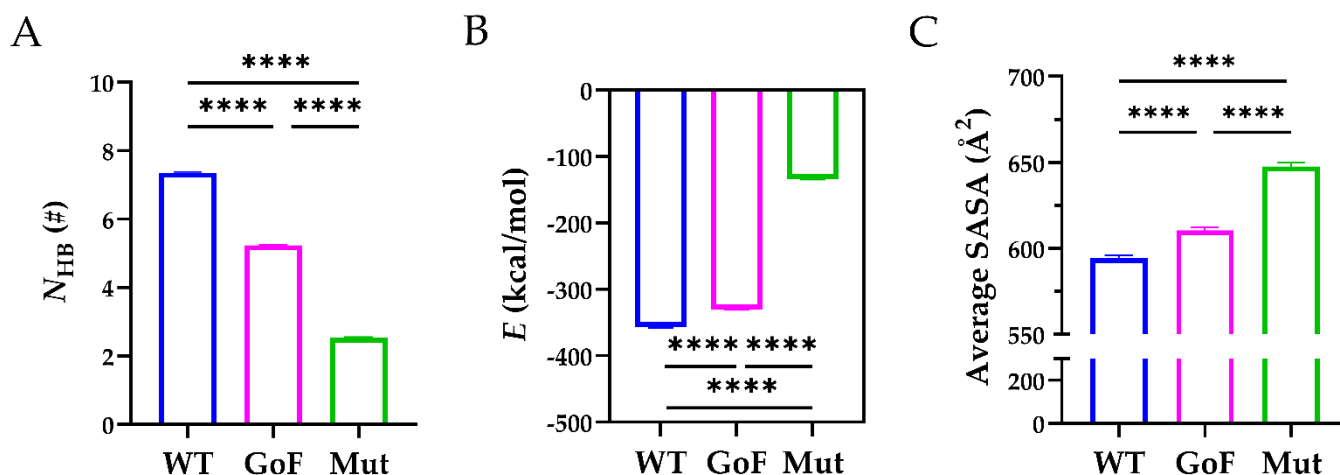 A
N_HB (#)
10
8
6
4
2
0
****
**** ****
WT GoF Mut
B
E (kcal/mol)
0
-100
-200
-300
-400
-500
**** ****
****
WT GoF Mut
C
Average SASA (Å²)
700
650
600
550
200
0
****
**** ****
WT GoF Mut